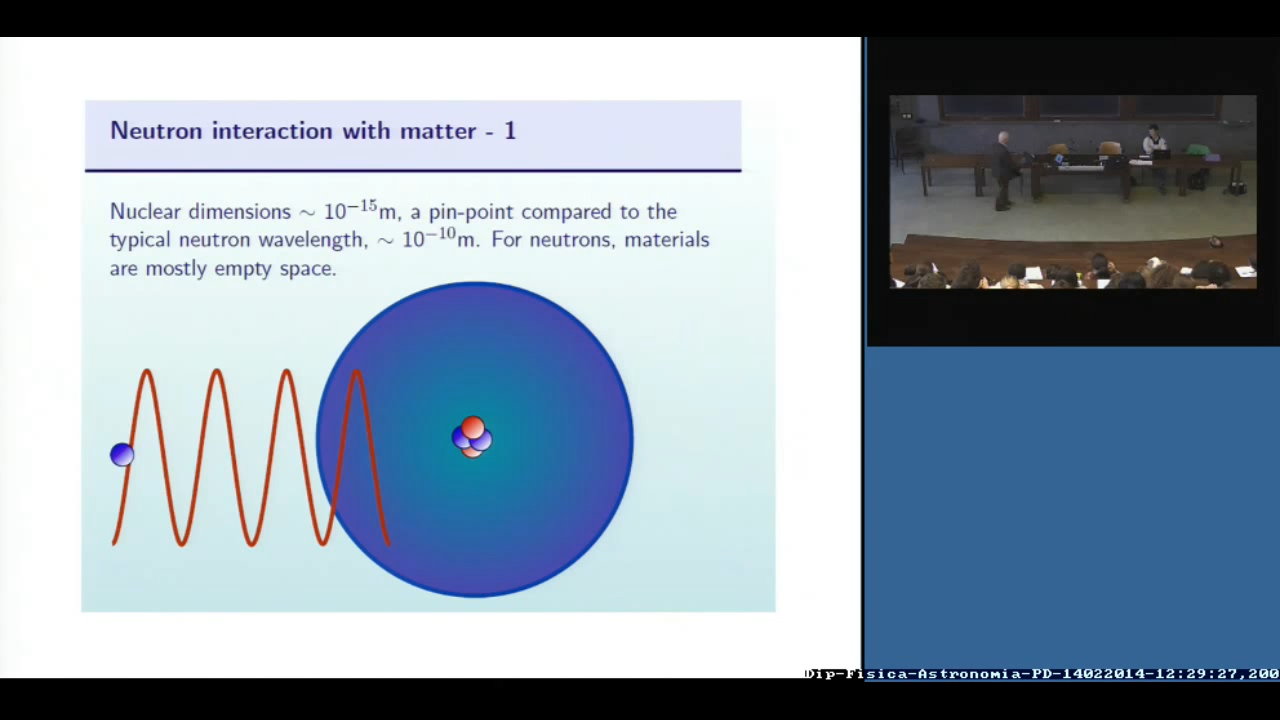 Neutron interaction with matter - 1
Nuclear dimensions ∼ 10⁻¹⁵m, a pin-point compared to the
typical neutron wavelength, ∼ 10⁻¹⁰m. For neutrons, materials
are mostly empty space.
Dip-Fisica-Astronomia-PD-14022014-12:29:27,200